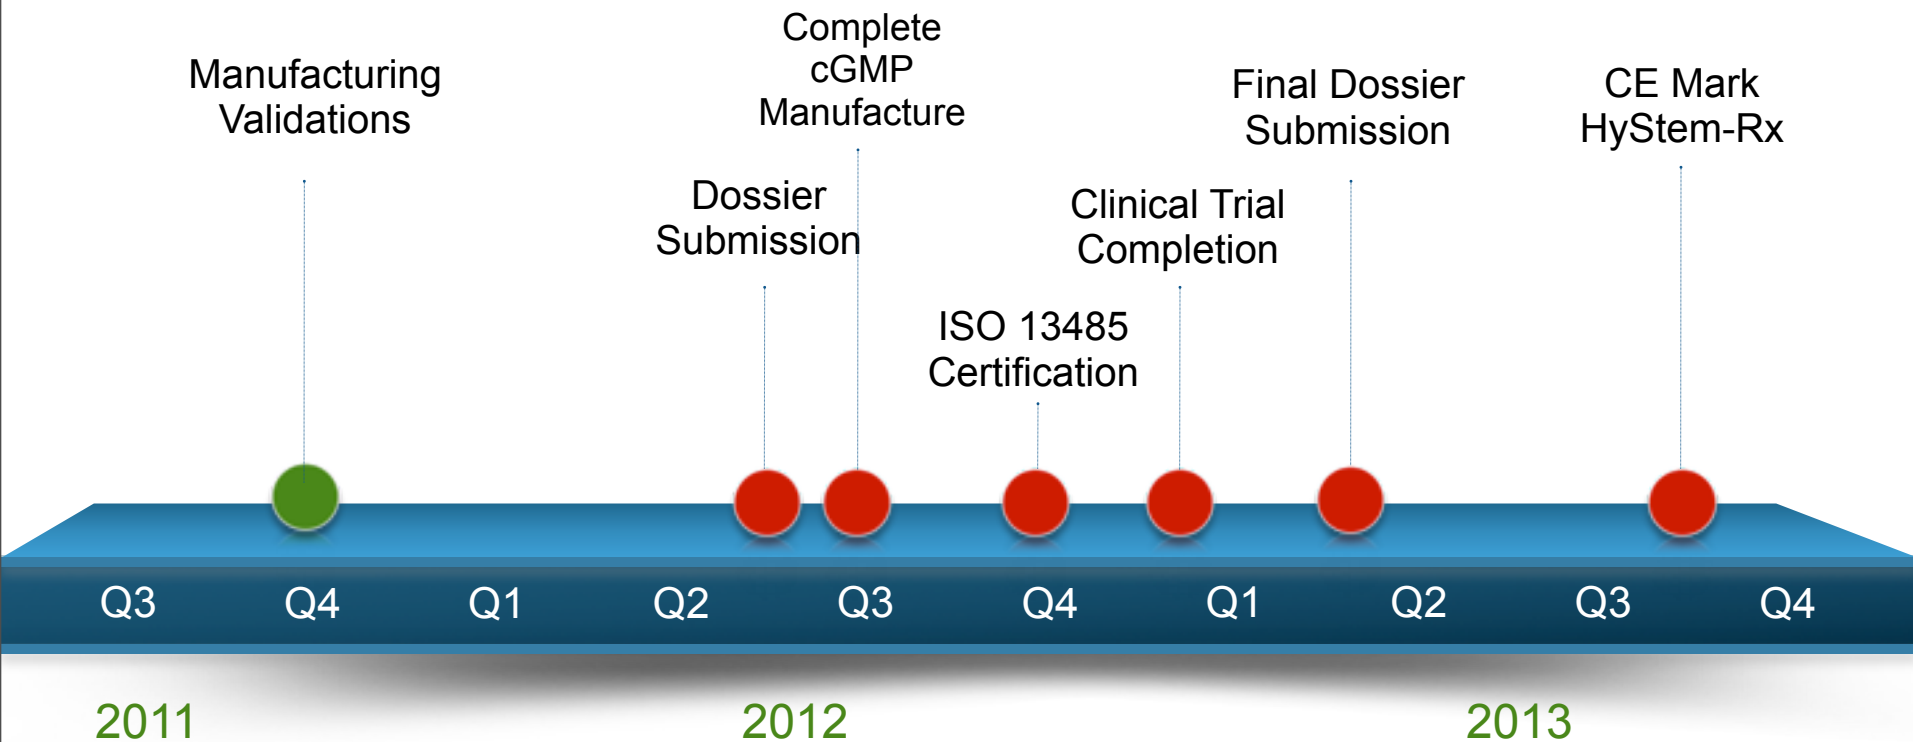 Manufacturing
Validations
Dossier
Submission
Complete
cGMP
Manufacture
ISO 13485
Certification
Clinical Trial
Completion
Final Dossier
Submission
CE Mark
HyStem-Rx
Q3 Q4 Q1 Q2 Q3 Q4 Q1 Q2 Q3 Q4
2011 2012 2013